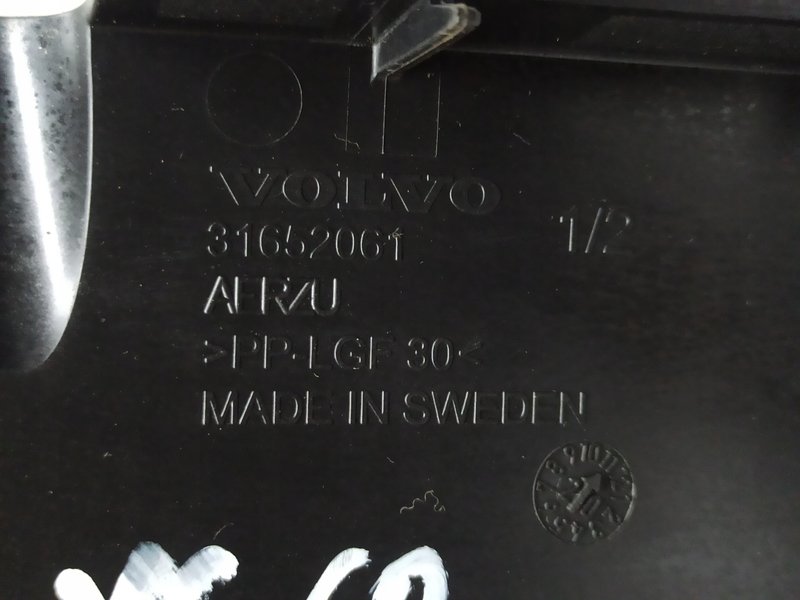 VOLVO
31652061 1/2
AERZU
>PP-LGF 30<
MADE IN SWEDEN